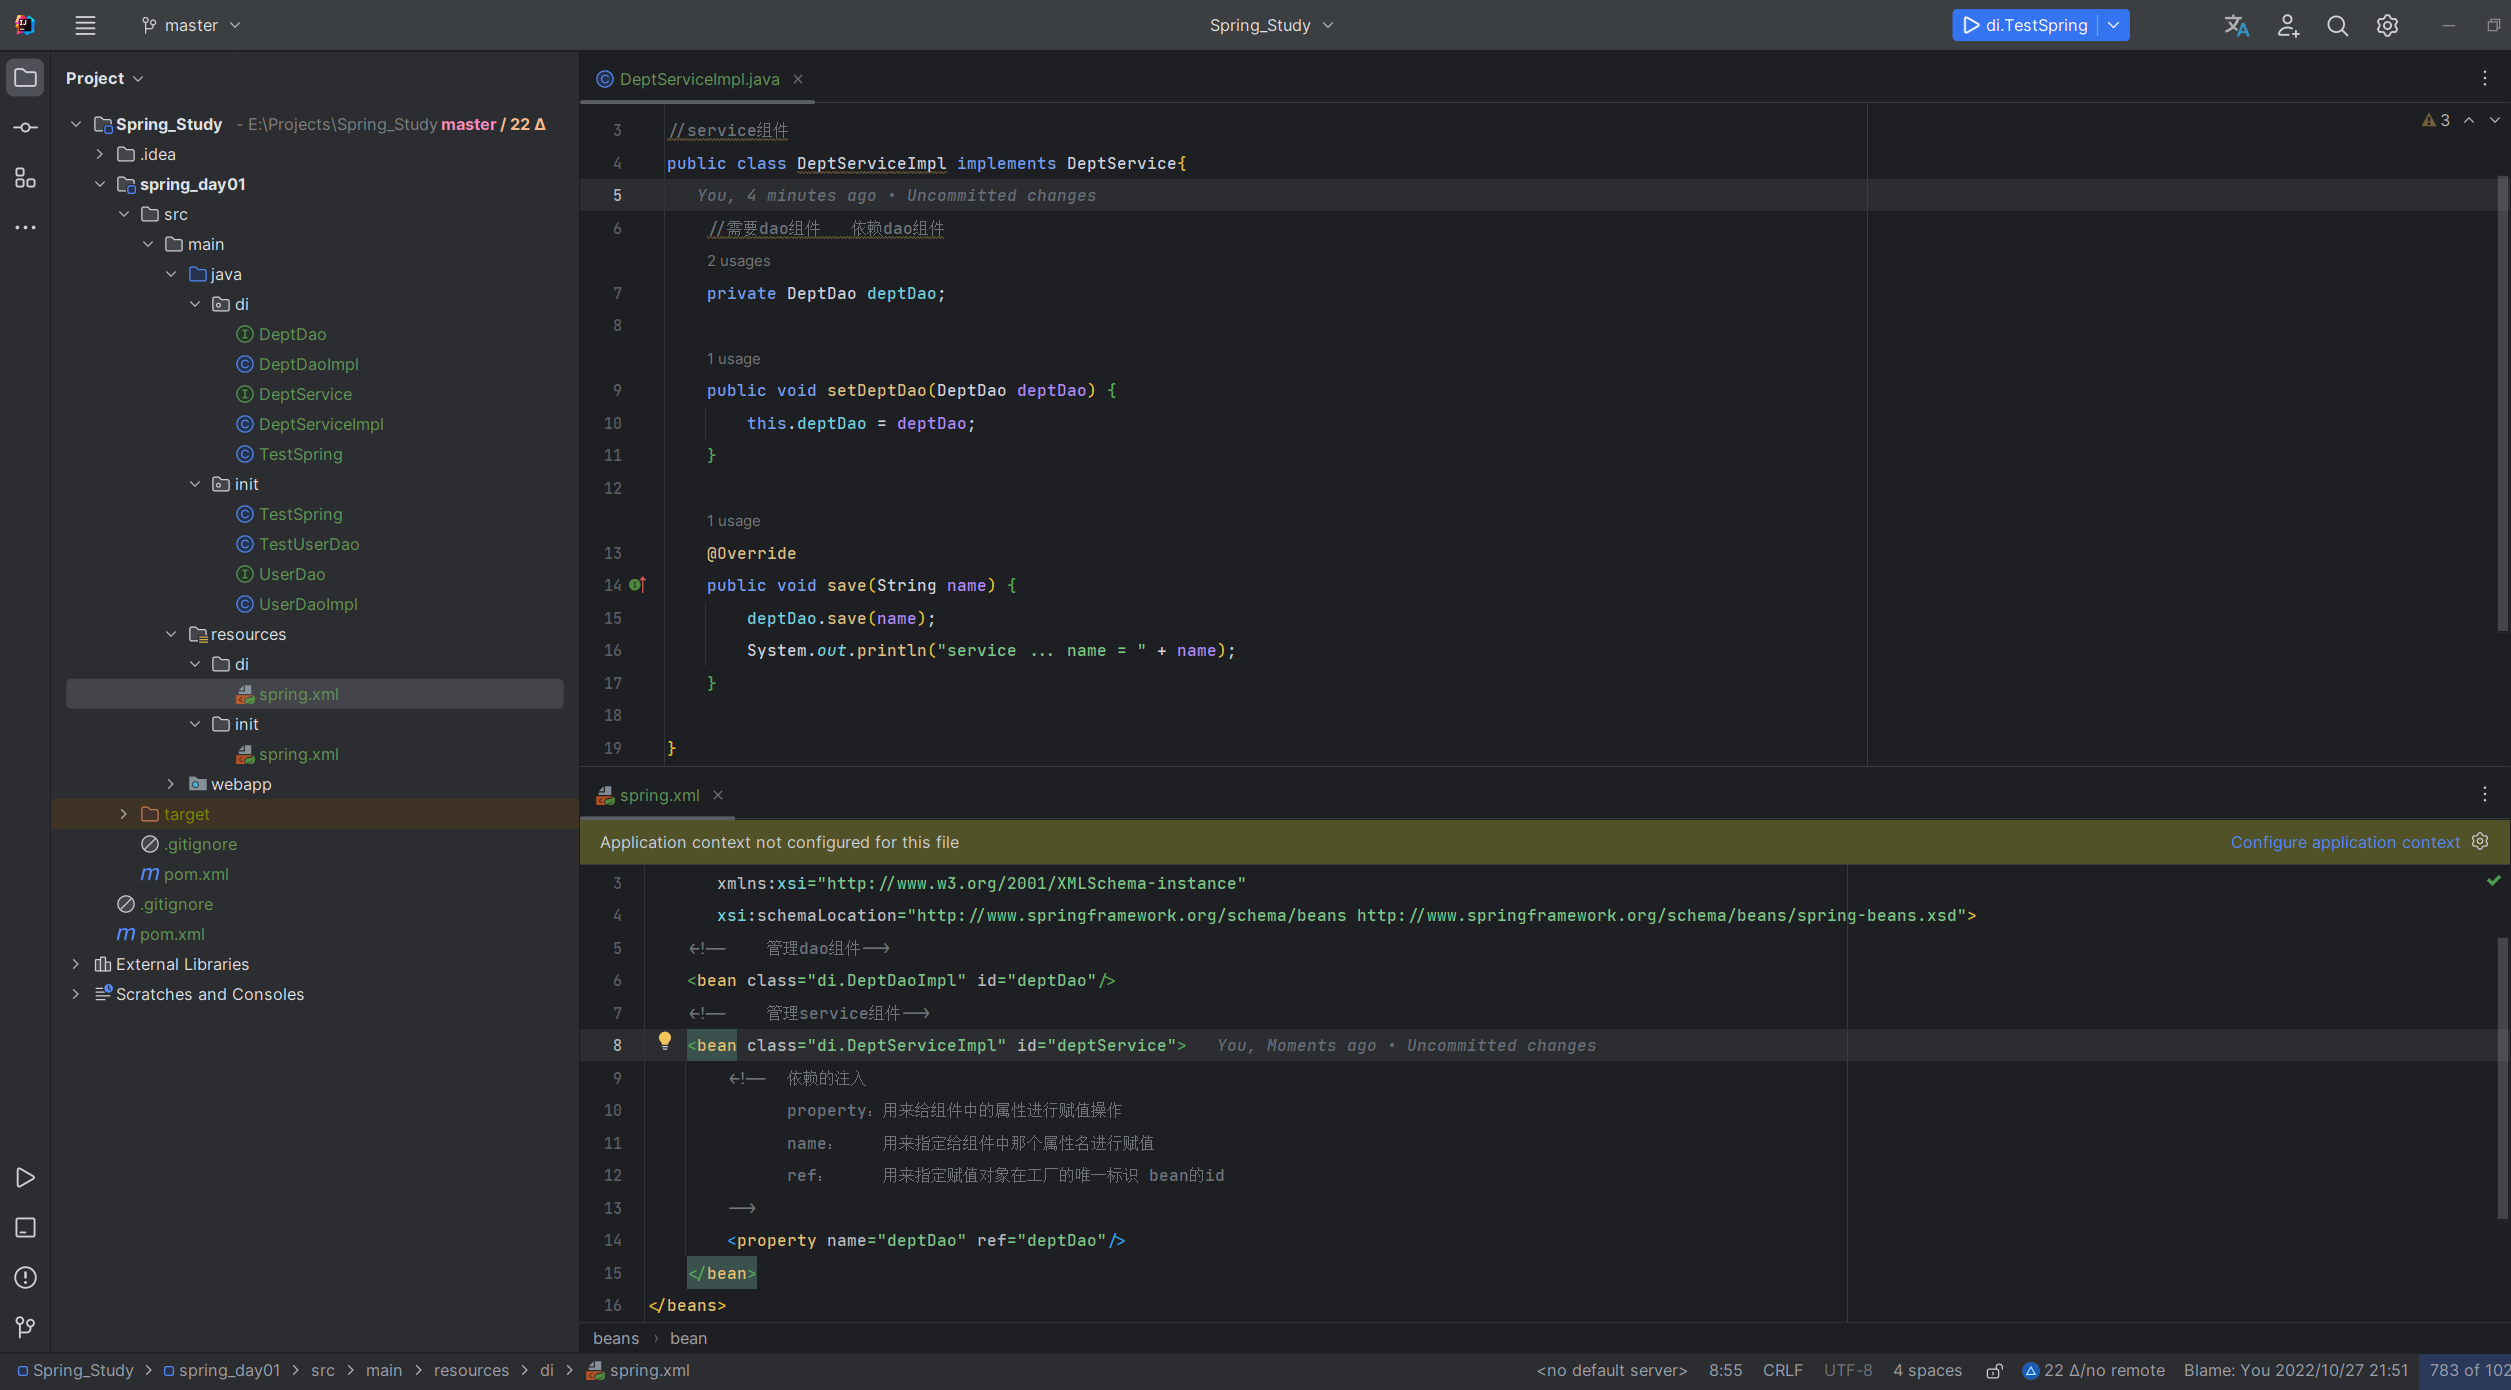 master
Spring_Study
di.TestSpring
Project
Spring_Study - E:\Projects\Spring_Study master / 22 Δ
.idea
spring_day01
src
main
java
di
DeptDao
DeptDaoImpl
DeptService
DeptServiceImpl
TestSpring
init
TestSpring
TestUserDao
UserDao
UserDaoImpl
resources
di
spring.xml
init
spring.xml
webapp
target
.gitignore
pom.xml
.gitignore
pom.xml
External Libraries
Scratches and Consoles
DeptServiceImpl.java
3
3 //service组件
4 public class DeptServiceImpl implements DeptService{
5 You, 4 minutes ago • Uncommitted changes
6 //需要dao组件 依赖dao组件
2 usages
7 private DeptDao deptDao;
8
1 usage
9 public void setDeptDao(DeptDao deptDao) {
10 this.deptDao = deptDao;
11 }
12
1 usage
13 @Override
14 public void save(String name) {
15 deptDao.save(name);
16 System.out.println("service ... name = " + name);
17 }
18
19 }
spring.xml
Application context not configured for this file
Configure application context
3 xmlns:xsi="http://www.w3.org/2001/XMLSchema-instance"
4 xsi:schemaLocation="http://www.springframework.org/schema/beans http://www.springframework.org/schema/beans/spring-beans.xsd">
5 <!-- 管理dao组件-->
6 <bean class="di.DeptDaoImpl" id="deptDao"/>
7 <!-- 管理service组件-->
8 <bean class="di.DeptServiceImpl" id="deptService"> You, Moments ago • Uncommitted changes
9 <!-- 依赖的注入
10 property：用来给组件中的属性进行赋值操作
11 name： 用来指定给组件中那个属性名进行赋值
12 ref： 用来指定赋值对象在工厂的唯一标识 bean的id
13 -->
14 <property name="deptDao" ref="deptDao"/>
15 </bean>
16 </beans>
beans › bean
Spring_Study > spring_day01 > src > main > resources > di > spring.xml
<no default server> 8:55 CRLF UTF-8 4 spaces 22 Δ/no remote Blame: You 2022/10/27 21:51 783 of 102